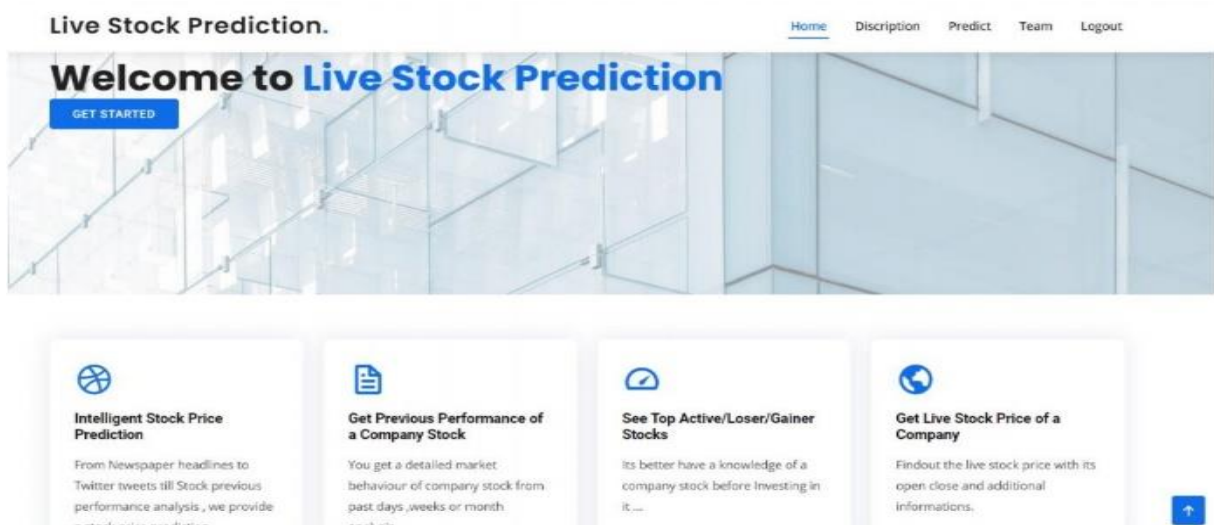 Live Stock Prediction.
Home Discription Predict Team Logout
Welcome to Live Stock Prediction
GET STARTED
Intelligent Stock Price
Prediction
From Newspaper headlines to
Twitter tweets till Stock previous
performance analysis , we provide
Get Previous Performance of
a Company Stock
You get a detailed market
behaviour of company stock from
past days ,weeks or month
See Top Active/Loser/Gainer
Stocks
Its better have a knowledge of a
company stock before Investing in
it ...
Get Live Stock Price of a
Company
Findout the live stock price with its
open close and additional
informations.